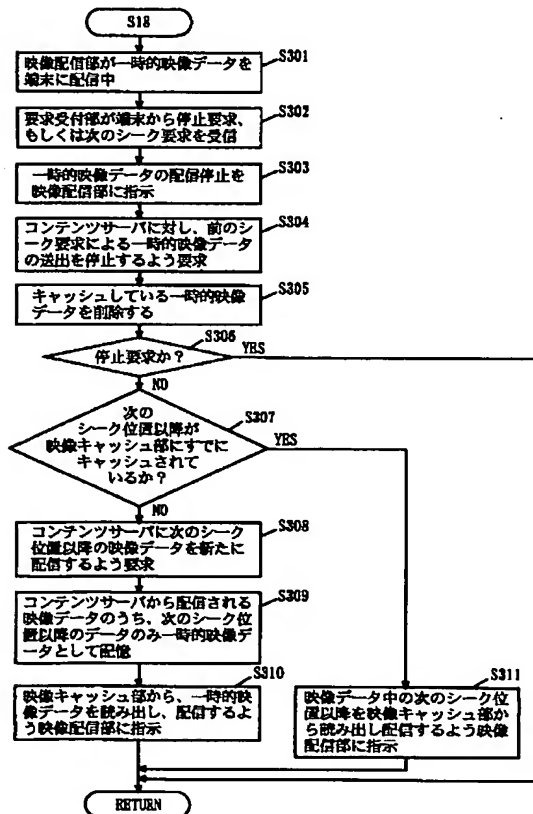 S18
映像配信部が一時的映像データを
端末に配信中
S301
要求受付部が端末から停止要求、
もしくは次のシーク要求を受信
S302
一時的映像データの配信停止を
映像配信部に指示
S303
コンテンツサーバに対し、前のシー
ク要求による一時的映像データ
の送出を停止するよう要求
S304
キャッシュしている一時的映像
データを削除する
S305
停止要求か?
S306
YES
NO
次の
シーク位置以降が
映像キャッシュ部にすでに
キャッシュされて
いるか?
S307
YES
NO
コンテンツサーバに次のシーク
位置以降の映像データを新たに
配信するよう要求
S308
コンテンツサーバから配信される
映像データのうち、次のシーク位
置以降のデータのみ一時的映像デ
ータとして記憶
S309
映像キャッシュ部から、一時的映
像データを読み出し、配信するよ
う映像配信部に指示
S310
映像データ中の次のシーク位
置以降を映像キャッシュ部か
ら読み出し配信するよう映像
配信部に指示
S311
RETURN